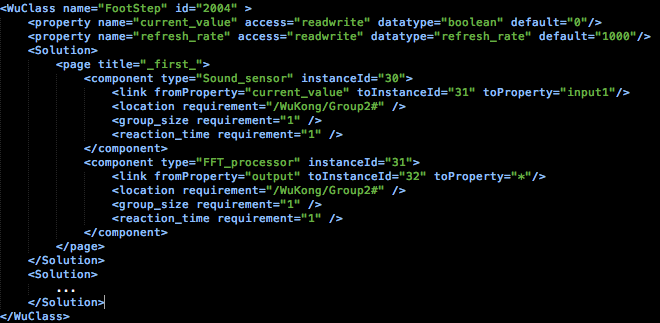 <WuClass name="FootStep" id="2004" >
    <property name="current_value" access="readwrite" datatype="boolean" default="0"/>
    <property name="refresh_rate" access="readwrite" datatype="refresh_rate" default="1000"/>
    <Solution>
        <page title="_first_">
            <component type="Sound_sensor" instanceId="30">
                <link fromProperty="current_value" toInstanceId="31" toProperty="input1"/>
                <location requirement="/WuKong/Group2#" />
                <group_size requirement="1" />
                <reaction_time requirement="1" />
            </component>
            <component type="FFT_processor" instanceId="31">
                <link fromProperty="output" toInstanceId="32" toProperty="*"/>
                <location requirement="/WuKong/Group2#" />
                <group_size requirement="1" />
                <reaction_time requirement="1" />
            </component>
        </page>
    </Solution>
    <Solution>
        ...
    </Solution>
</WuClass>